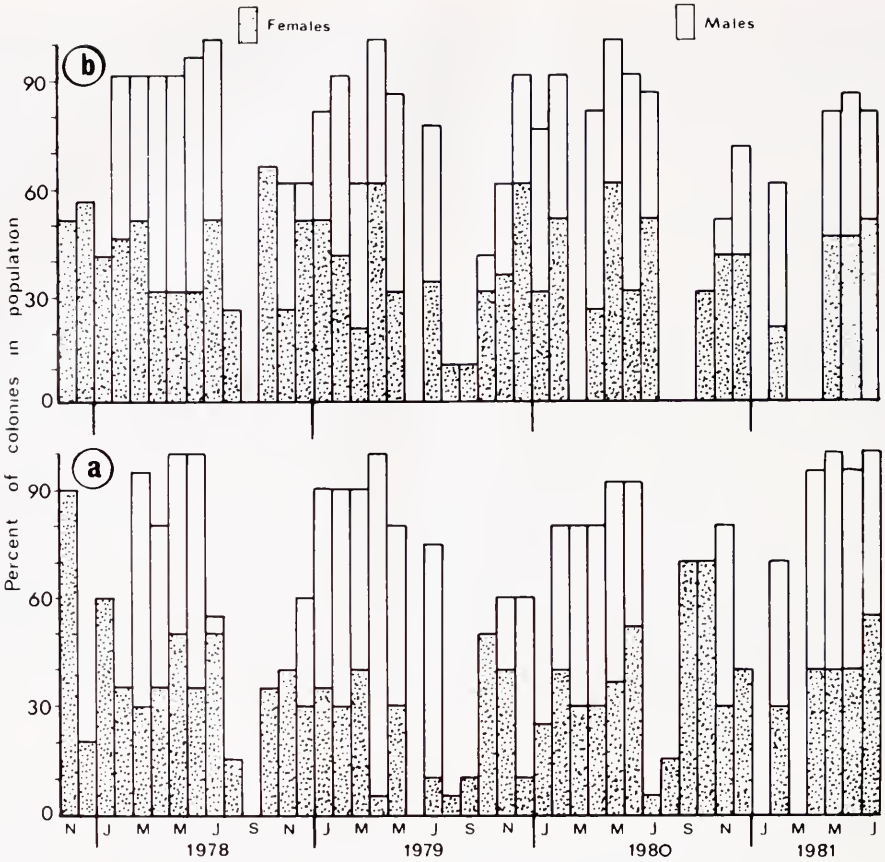 Females
Males
b
90
60
30
0
a
90
60
30
0
Percent of colonies in population
N J M M J S N J M M J S N J M M J S N J M M J
1978 1979 1980 1981